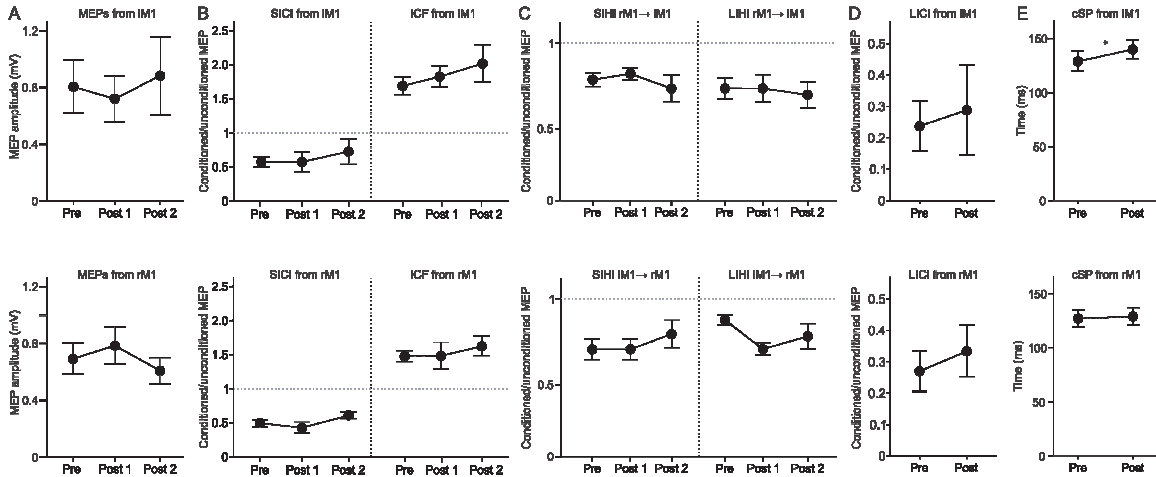 A
MEPs from lM1
MEP amplitude (mV)
1.2
0.8
0.4
0
Pre Post 1 Post 2
B
SICI from lM1 ICF from lM1
Conditioned/unconditioned MEP
2.5
2.0
1.5
1
0.5
0
Pre Post 1 Post 2 Pre Post 1 Post 2
C
SIHI rM1→ lM1 LIHI rM1→ lM1
Conditioned/unconditioned MEP
1
0.5
0
Pre Post 1 Post 2 Pre Post 1 Post 2
D
LICI from lM1
Conditioned/unconditioned MEP
0.5
0.4
0.3
0.2
0.1
0
Pre Post
E
cSP from lM1
Time (ms)
150
100
50
0
*
Pre Post
MEPs from rM1
MEP amplitude (mV)
1.2
0.8
0.4
0
Pre Post 1 Post 2
SICI from rM1 ICF from rM1
Conditioned/unconditioned MEP
2.5
2.0
1.5
1
0.5
0
Pre Post 1 Post 2 Pre Post 1 Post 2
SIHI lM1→ rM1 LIHI lM1→ rM1
Conditioned/unconditioned MEP
1
0.5
0
Pre Post 1 Post 2 Pre Post 1 Post 2
LICI from rM1
Conditioned/unconditioned MEP
0.5
0.4
0.3
0.2
0.1
0
Pre Post
cSP from rM1
Time (ms)
150
100
50
0
Pre Post